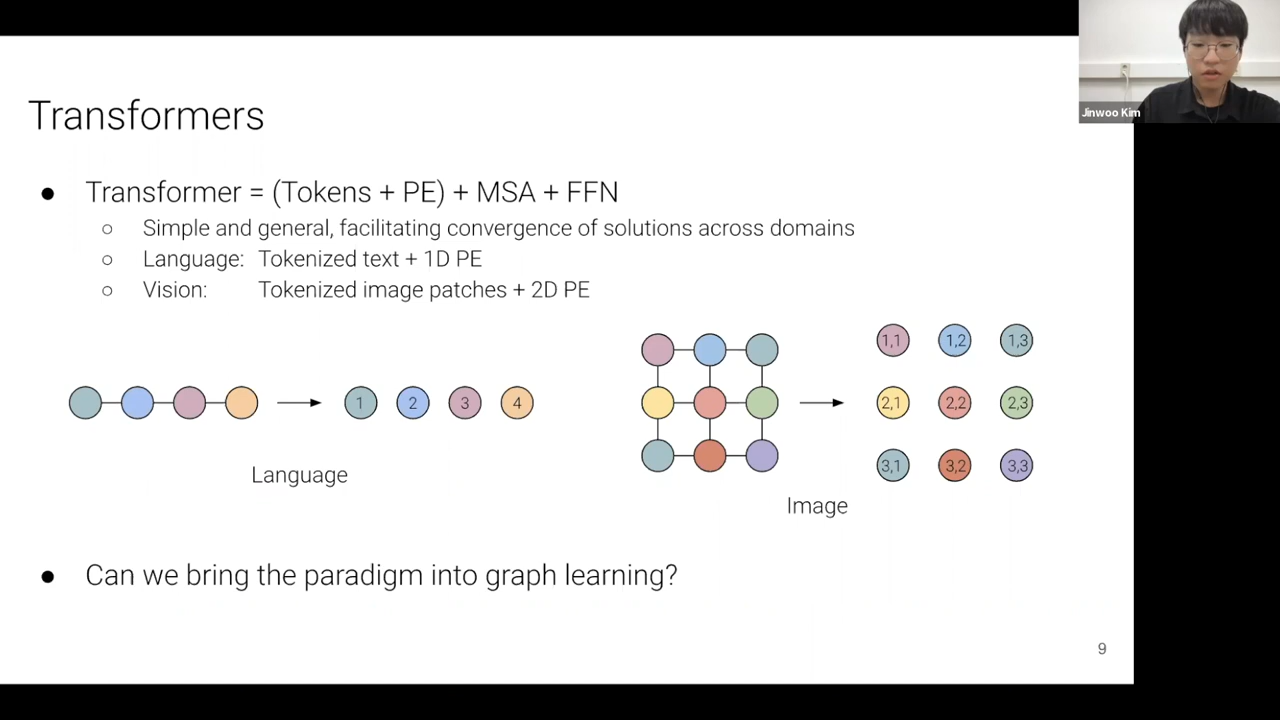 Jinwoo Kim
Transformers
● Transformer = (Tokens + PE) + MSA + FFN
○ Simple and general, facilitating convergence of solutions across domains
○ Language: Tokenized text + 1D PE
○ Vision: Tokenized image patches + 2D PE
1 2 3 4
Language
1,1 1,2 1,3
2,1 2,2 2,3
3,1 3,2 3,3
Image
● Can we bring the paradigm into graph learning?
9